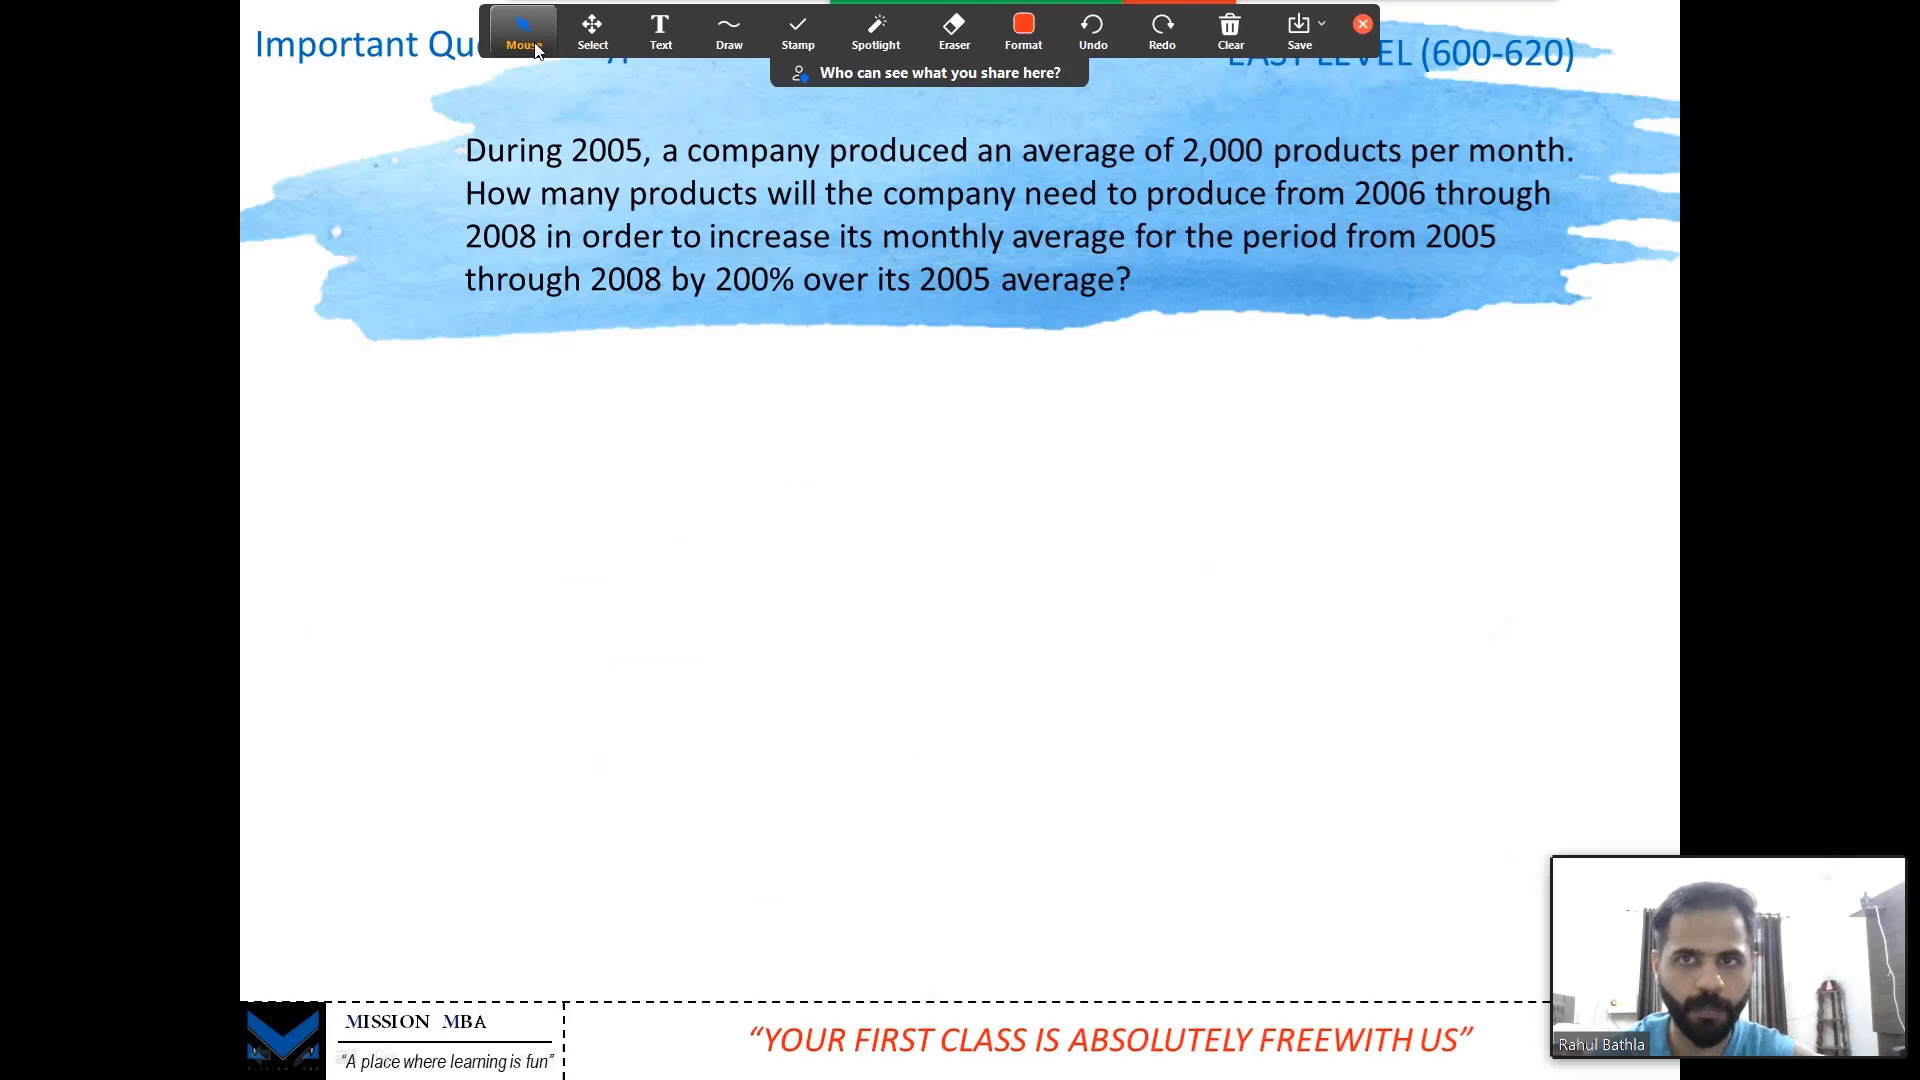 Important Qu
EASY LEVEL (600-620)
Mouse
Select
Text
Draw
Stamp
Spotlight
Eraser
Format
Undo
Redo
Clear
Save
Who can see what you share here?
During 2005, a company produced an average of 2,000 products per month.
How many products will the company need to produce from 2006 through
2008 in order to increase its monthly average for the period from 2005
through 2008 by 200% over its 2005 average?
MISSION MBA
“A place where learning is fun”
“YOUR FIRST CLASS IS ABSOLUTELY FREEWITH US”
Rahul Bathla